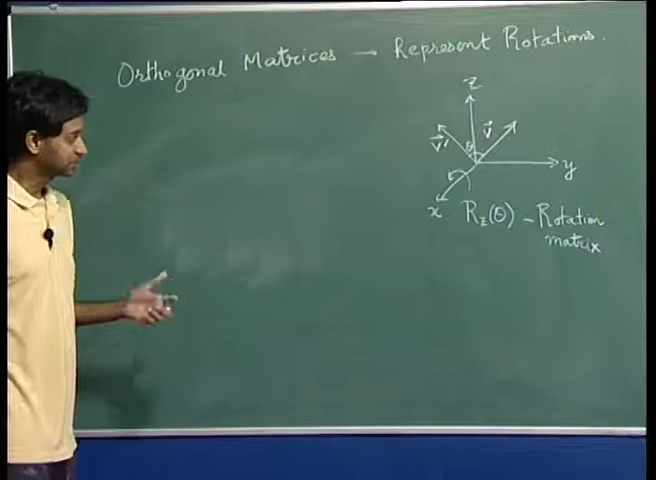 Orthogonal Matrices → Represent Rotations.
z
v⃗' θ v⃗
y
x R_z(θ) – Rotation
matrix